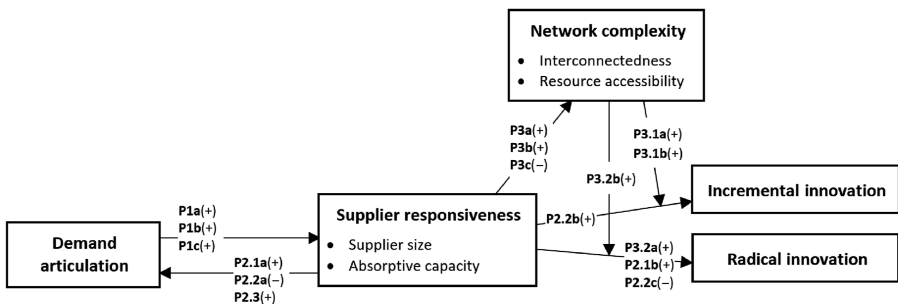 Network complexity
• Interconnectedness
• Resource accessibility
P3a(+)
P3b(+)
P3c(−)
P3.1a(+)
P3.1b(+)
P3.2b(+)
Incremental innovation
P1a(+)
P1b(+)
P1c(+)
Supplier responsiveness
• Supplier size
• Absorptive capacity
P2.2b(+)
Demand
articulation
P2.1a(+)
P2.2a(−)
P2.3(+)
P3.2a(+)
P2.1b(+)
P2.2c(−)
Radical innovation